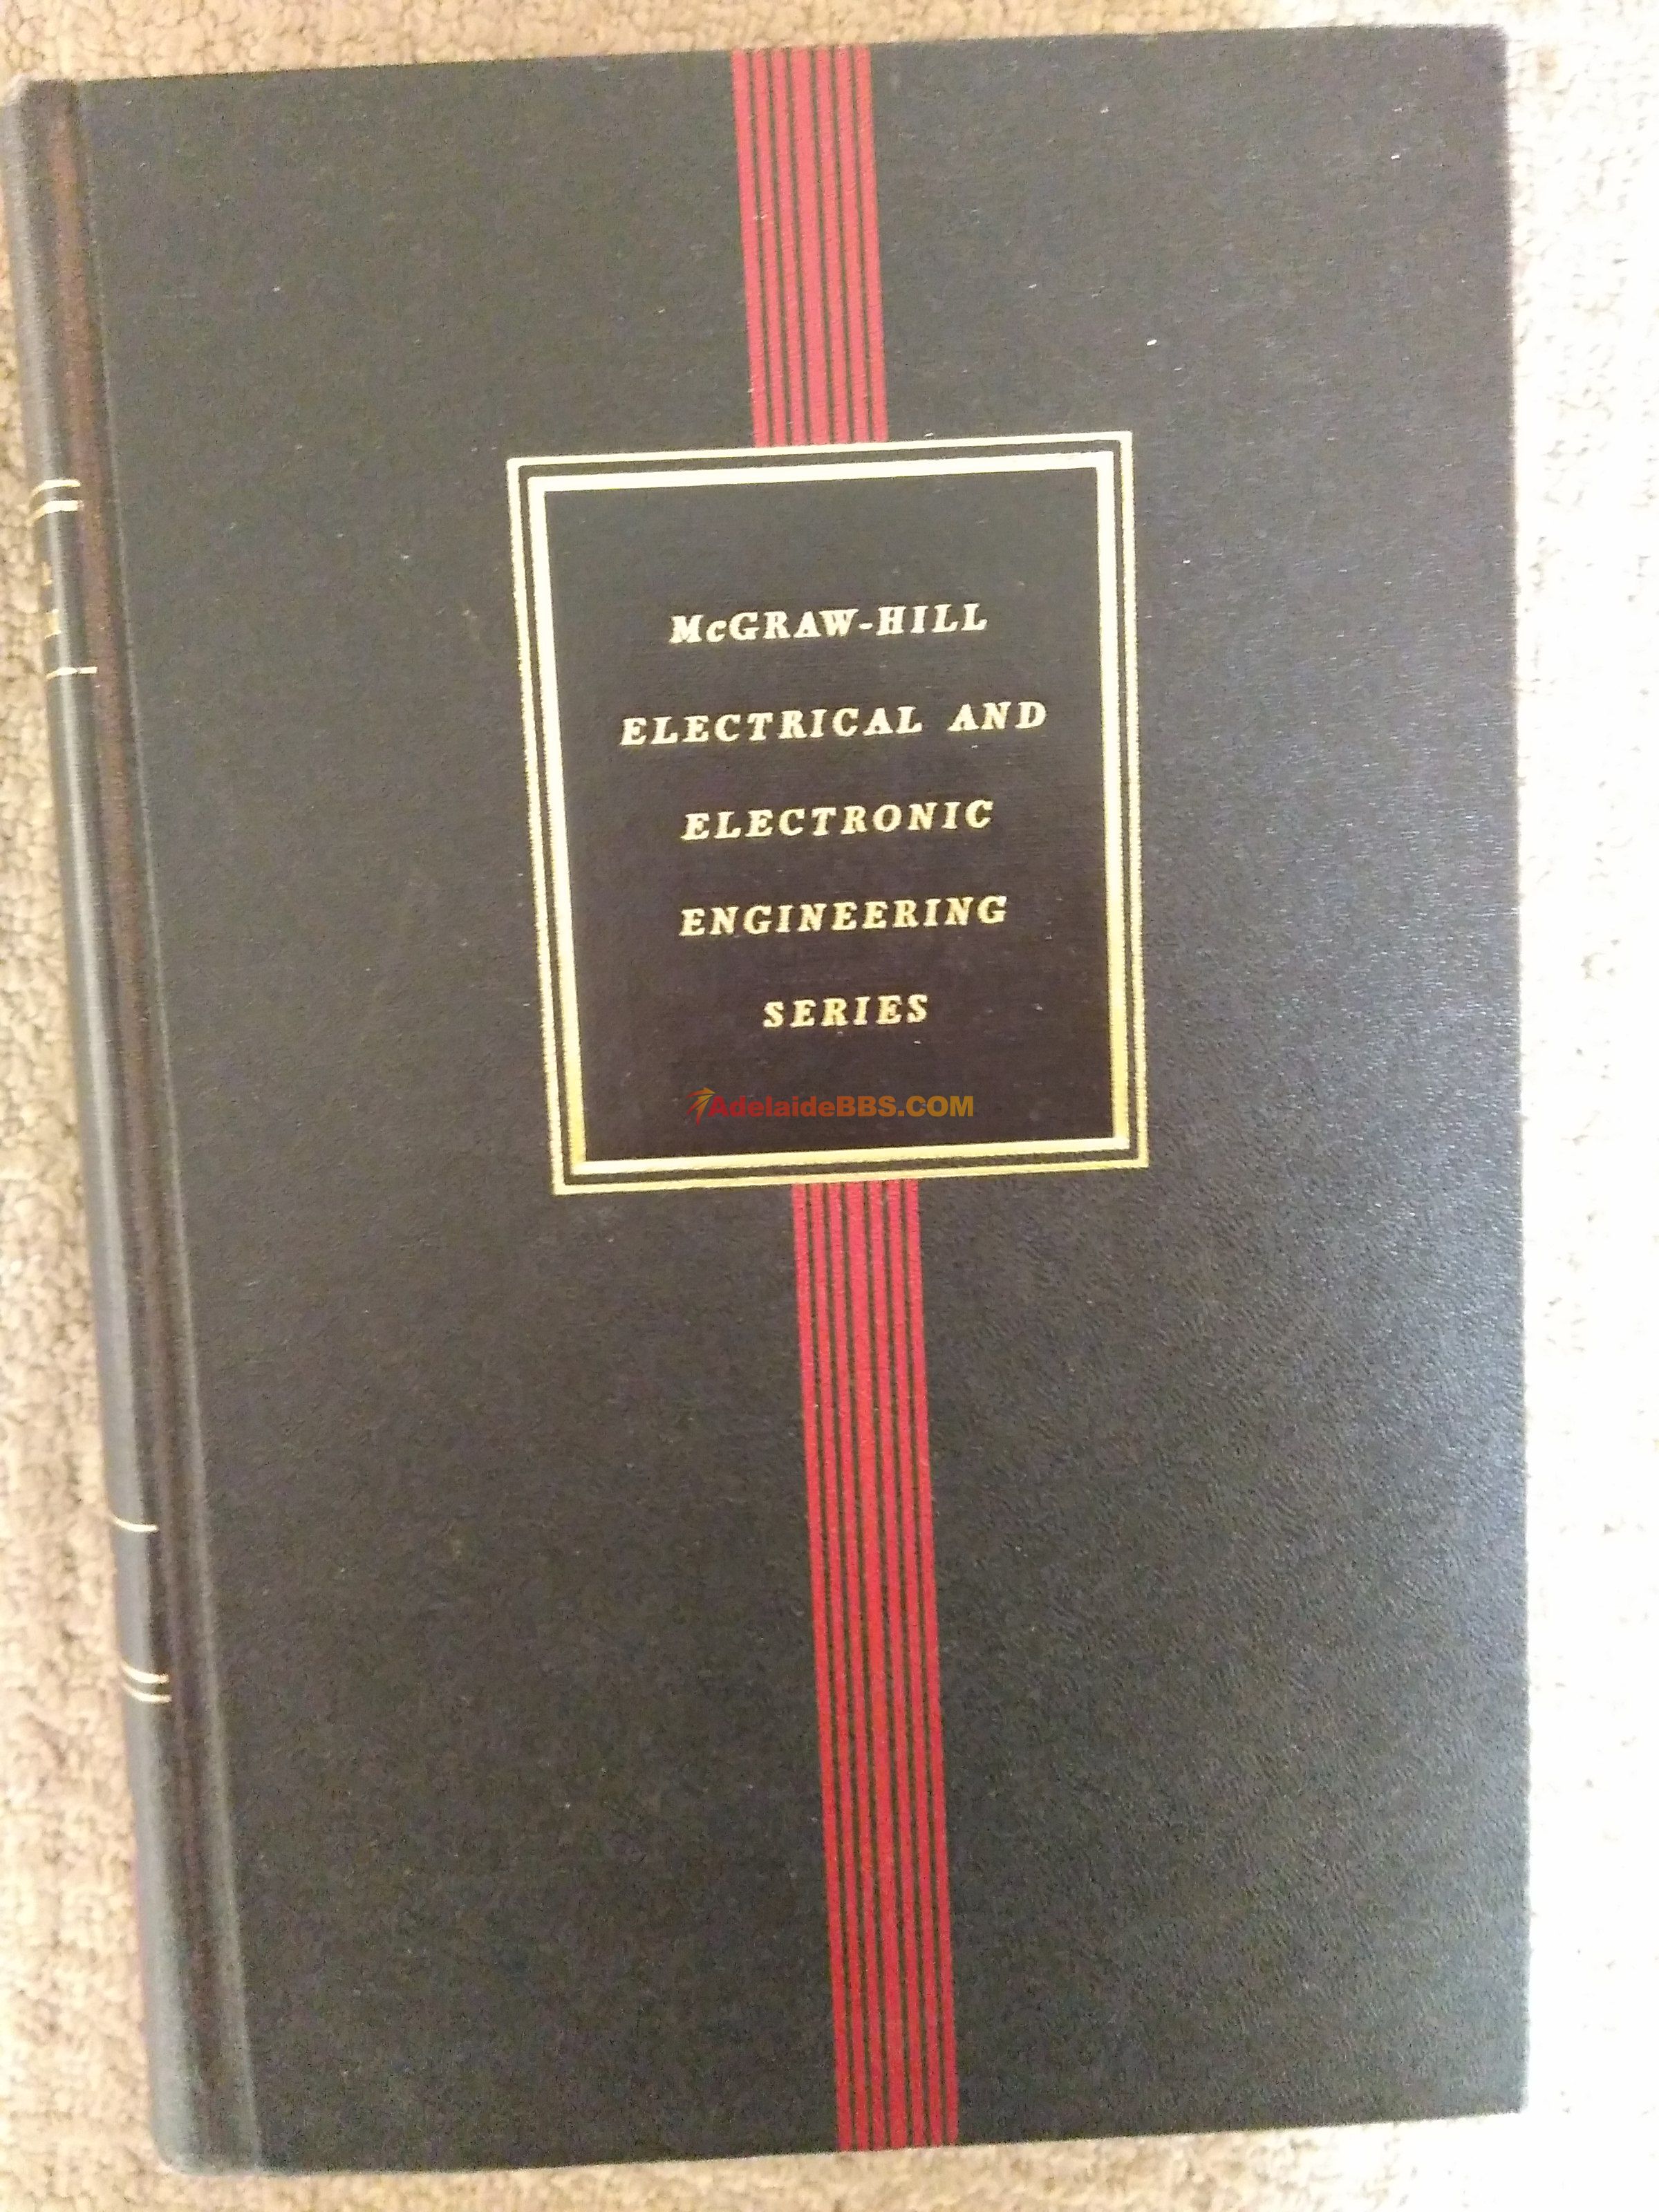 McGRAW-HILL
ELECTRICAL AND
ELECTRONIC
ENGINEERING
SERIES
AdelaideBBS.COM